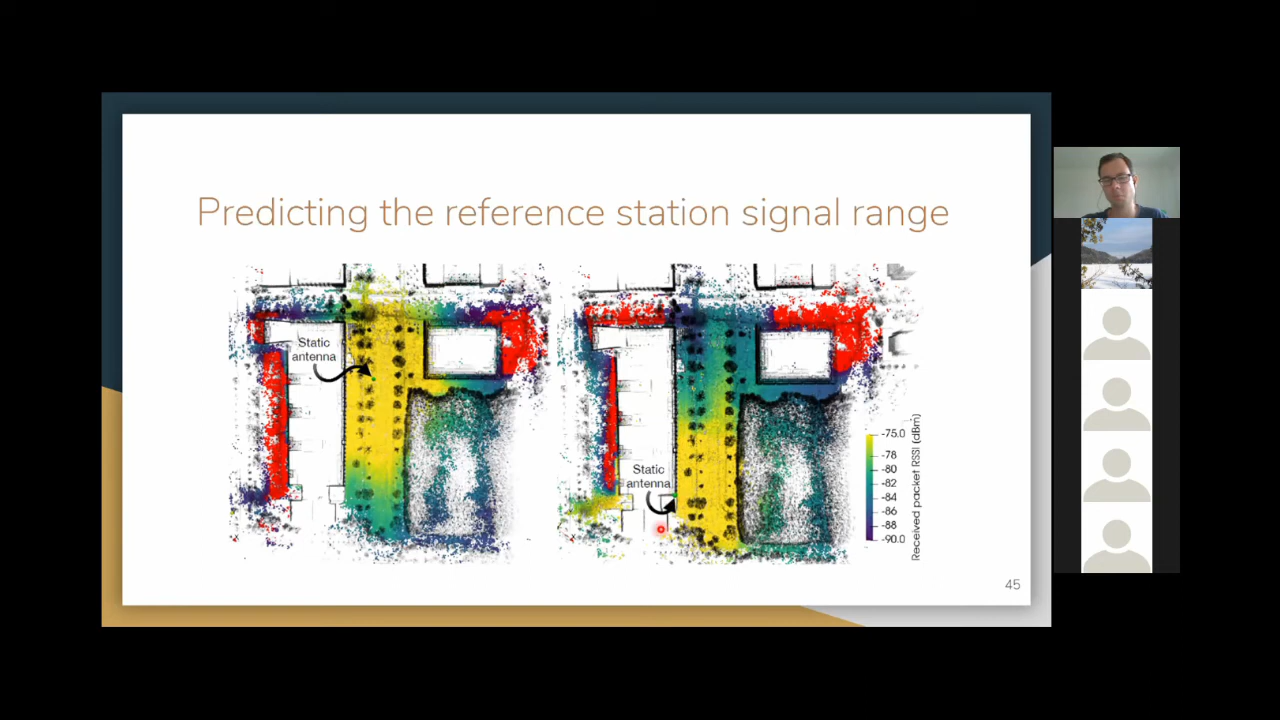 Predicting the reference station signal range
Static
antenna
Static
antenna
-75.0
-78
-80
-82
-84
-86
-88
-90.0
Received packet RSSI (dBm)
45